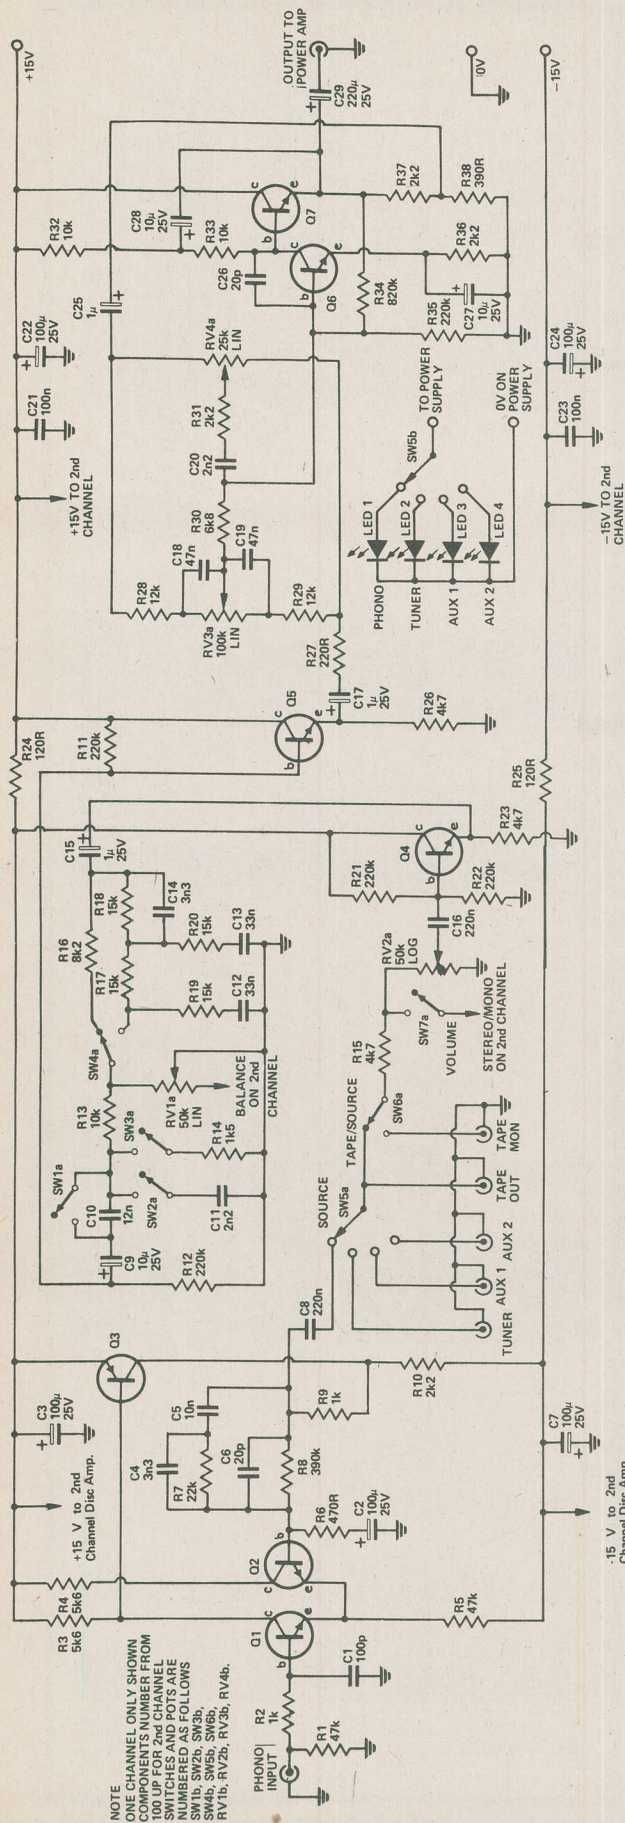 NOTE
ONE CHANNEL ONLY SHOWN
COMPONENTS NUMBER FROM
100 UP FOR 2nd CHANNEL
SWITCHES AND POTS ARE
NUMBERED AS FOLLOWS
SW1b, SW2b, SW3b,
SW4b, SW5b, SW6b,
RV1b, RV2b, RV3b, RV4b.
PHONO
INPUT
R1
47k
R2
1k
C1
100p
Q1
b
c
e
R3
5k6
R4
5k6
R5
47k
Q2
b
c
e
R6
470R
C2
100µ
25V
+
+15 V to 2nd
Channel Disc Amp.
C3
100µ
25V
+
C4
3n3
R7
22k
C5
10n
C6
20p
R8
390k
R9
1k
R10
2k2
Q3
C7
100µ
25V
+
-15 V to 2nd
Channel Disc Amp
C8
220n
C9
10µ
25V
+
R12
220k
SW1a
C10
12n
SW2a
C11
2n2
R13
10k
SW3a
R14
1k5
RV1a
50k
LIN
BALANCE
ON 2nd
CHANNEL
SW4a
R16
8k2
R17
15k
R18
15k
C14
3n3
R19
15k
C12
33n
R20
15k
C13
33n
C15
1µ
25V
+
SOURCE
SW5a
TUNER
AUX 1
AUX 2
TAPE
OUT
TAPE
MON
TAPE/SOURCE
SW6a
R15
4k7
SW7a
VOLUME
STEREO/MONO
ON 2nd CHANNEL
RV2a
50k
LOG
C16
220n
R21
220k
R22
220k
Q4
b
c
e
R23
4k7
R24
120R
R11
220k
R25
120R
Q5
b
c
e
R26
4k7
C17
1µ
25V
+
R27
220R
R28
12k
RV3a
100k
LIN
R29
12k
C18
47n
C19
47n
R30
6k8
C20
2n2
R31
2k2
RV4a
25k
LIN
+15V TO 2nd
CHANNEL
C21
100n
C22
100µ
25V
+
C25
1µ
+
R32
10k
C28
10µ
25V
+
R33
10k
C26
20p
Q6
b
c
e
Q7
b
c
e
R34
820k
R35
220k
C27
10µ
25V
+
R36
2k2
R37
2k2
R38
390R
C29
220µ
25V
+
OUTPUT TO
POWER AMP
PHONO
TUNER
AUX 1
AUX 2
LED 1
LED 2
LED 3
LED 4
SW5b
TO POWER
SUPPLY
0V ON
POWER
SUPPLY
-15V TO 2nd
CHANNEL
C23
100n
C24
100µ
25V
+
+15V
0V
-15V